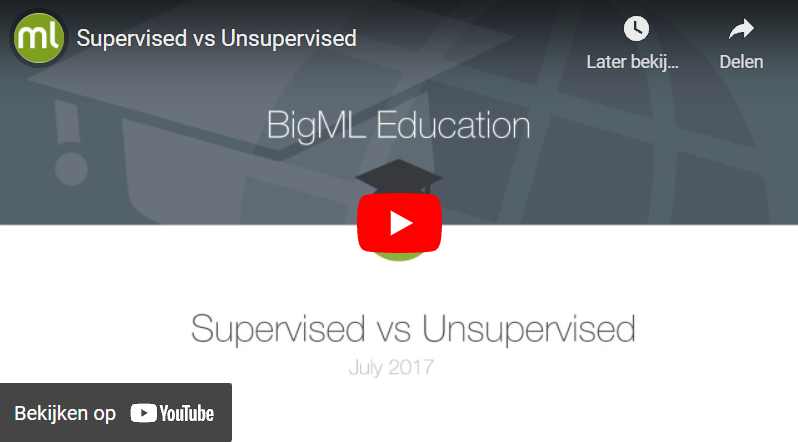 ml
Supervised vs Unsupervised
Later bekij...
Delen
BigML Education
Supervised vs Unsupervised
July 2017
Bekijken op YouTube